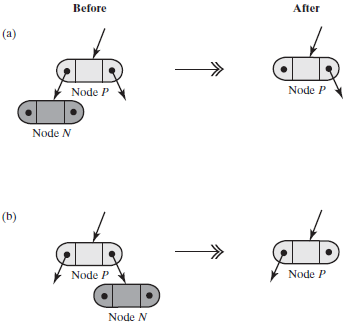 Before After
(a)
Node P Node P
Node N
(b)
Node P Node P
Node N